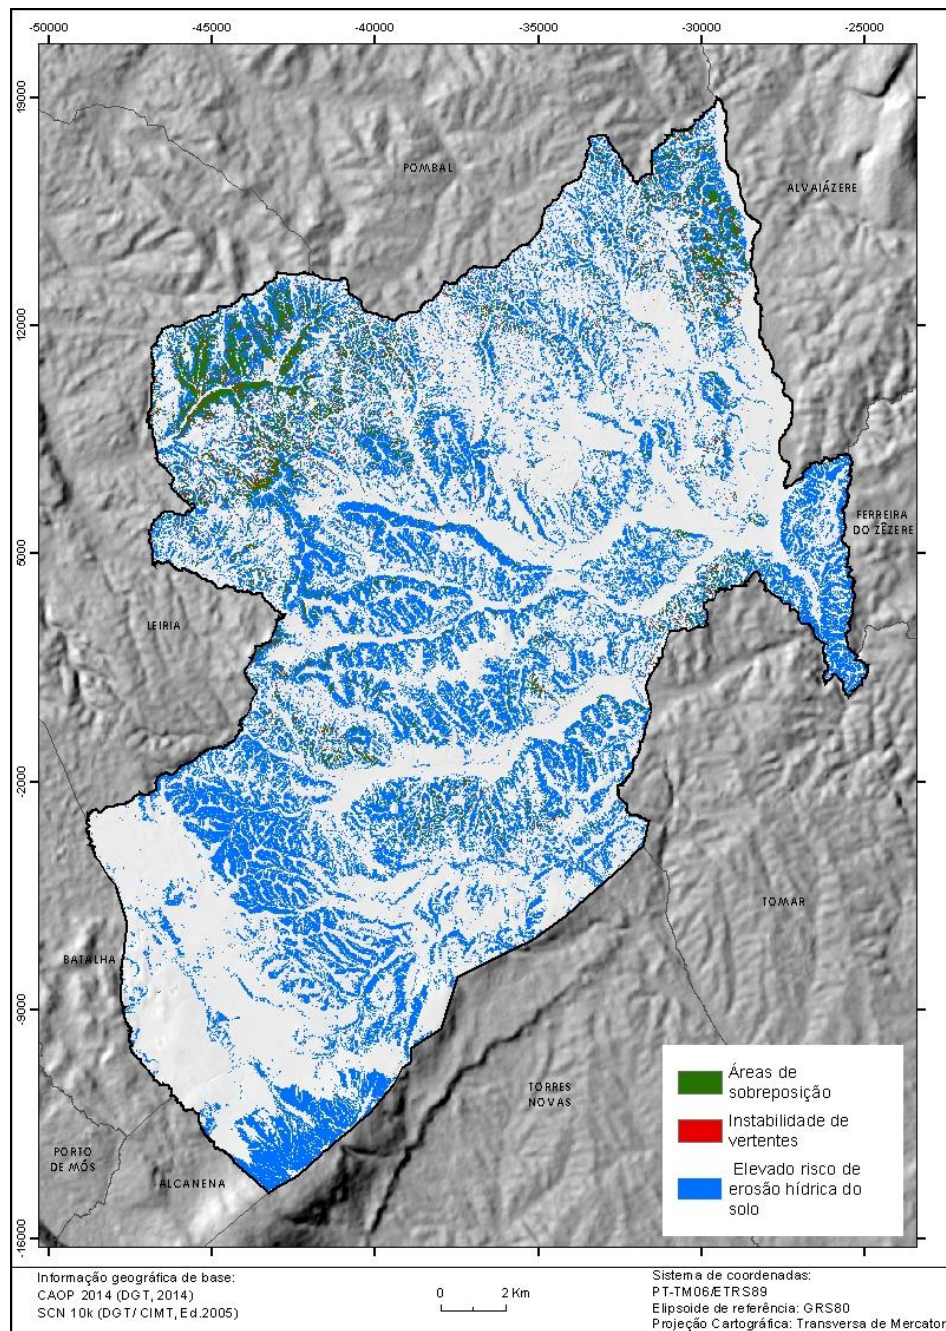 -50000
-45000
-40000
-35000
-30000
-25000
19000
POMBAL
ALVAIÁZERE
12000
FERREIRA
DO ZÊZERE
5000
LEIRIA
-2000
TOMAR
BATALHA
-9000
Áreas de
sobreposição
Instabilidade de
vertentes
Elevado risco de
erosão hídrica do
solo
TORRES
NOVAS
PORTO
DE MÓS
ALCANENA
-16000
Informação geográfica de base:
CAOP 2014 (DGT, 2014)
SCN 10k (DGT/ CIMT, Ed.2005)
0 2 Km
Sistema de coordenadas:
PT-TM06/ETRS89
Elipsoide de referência: GRS80
Projeção Cartográfica: Transversa de Mercator